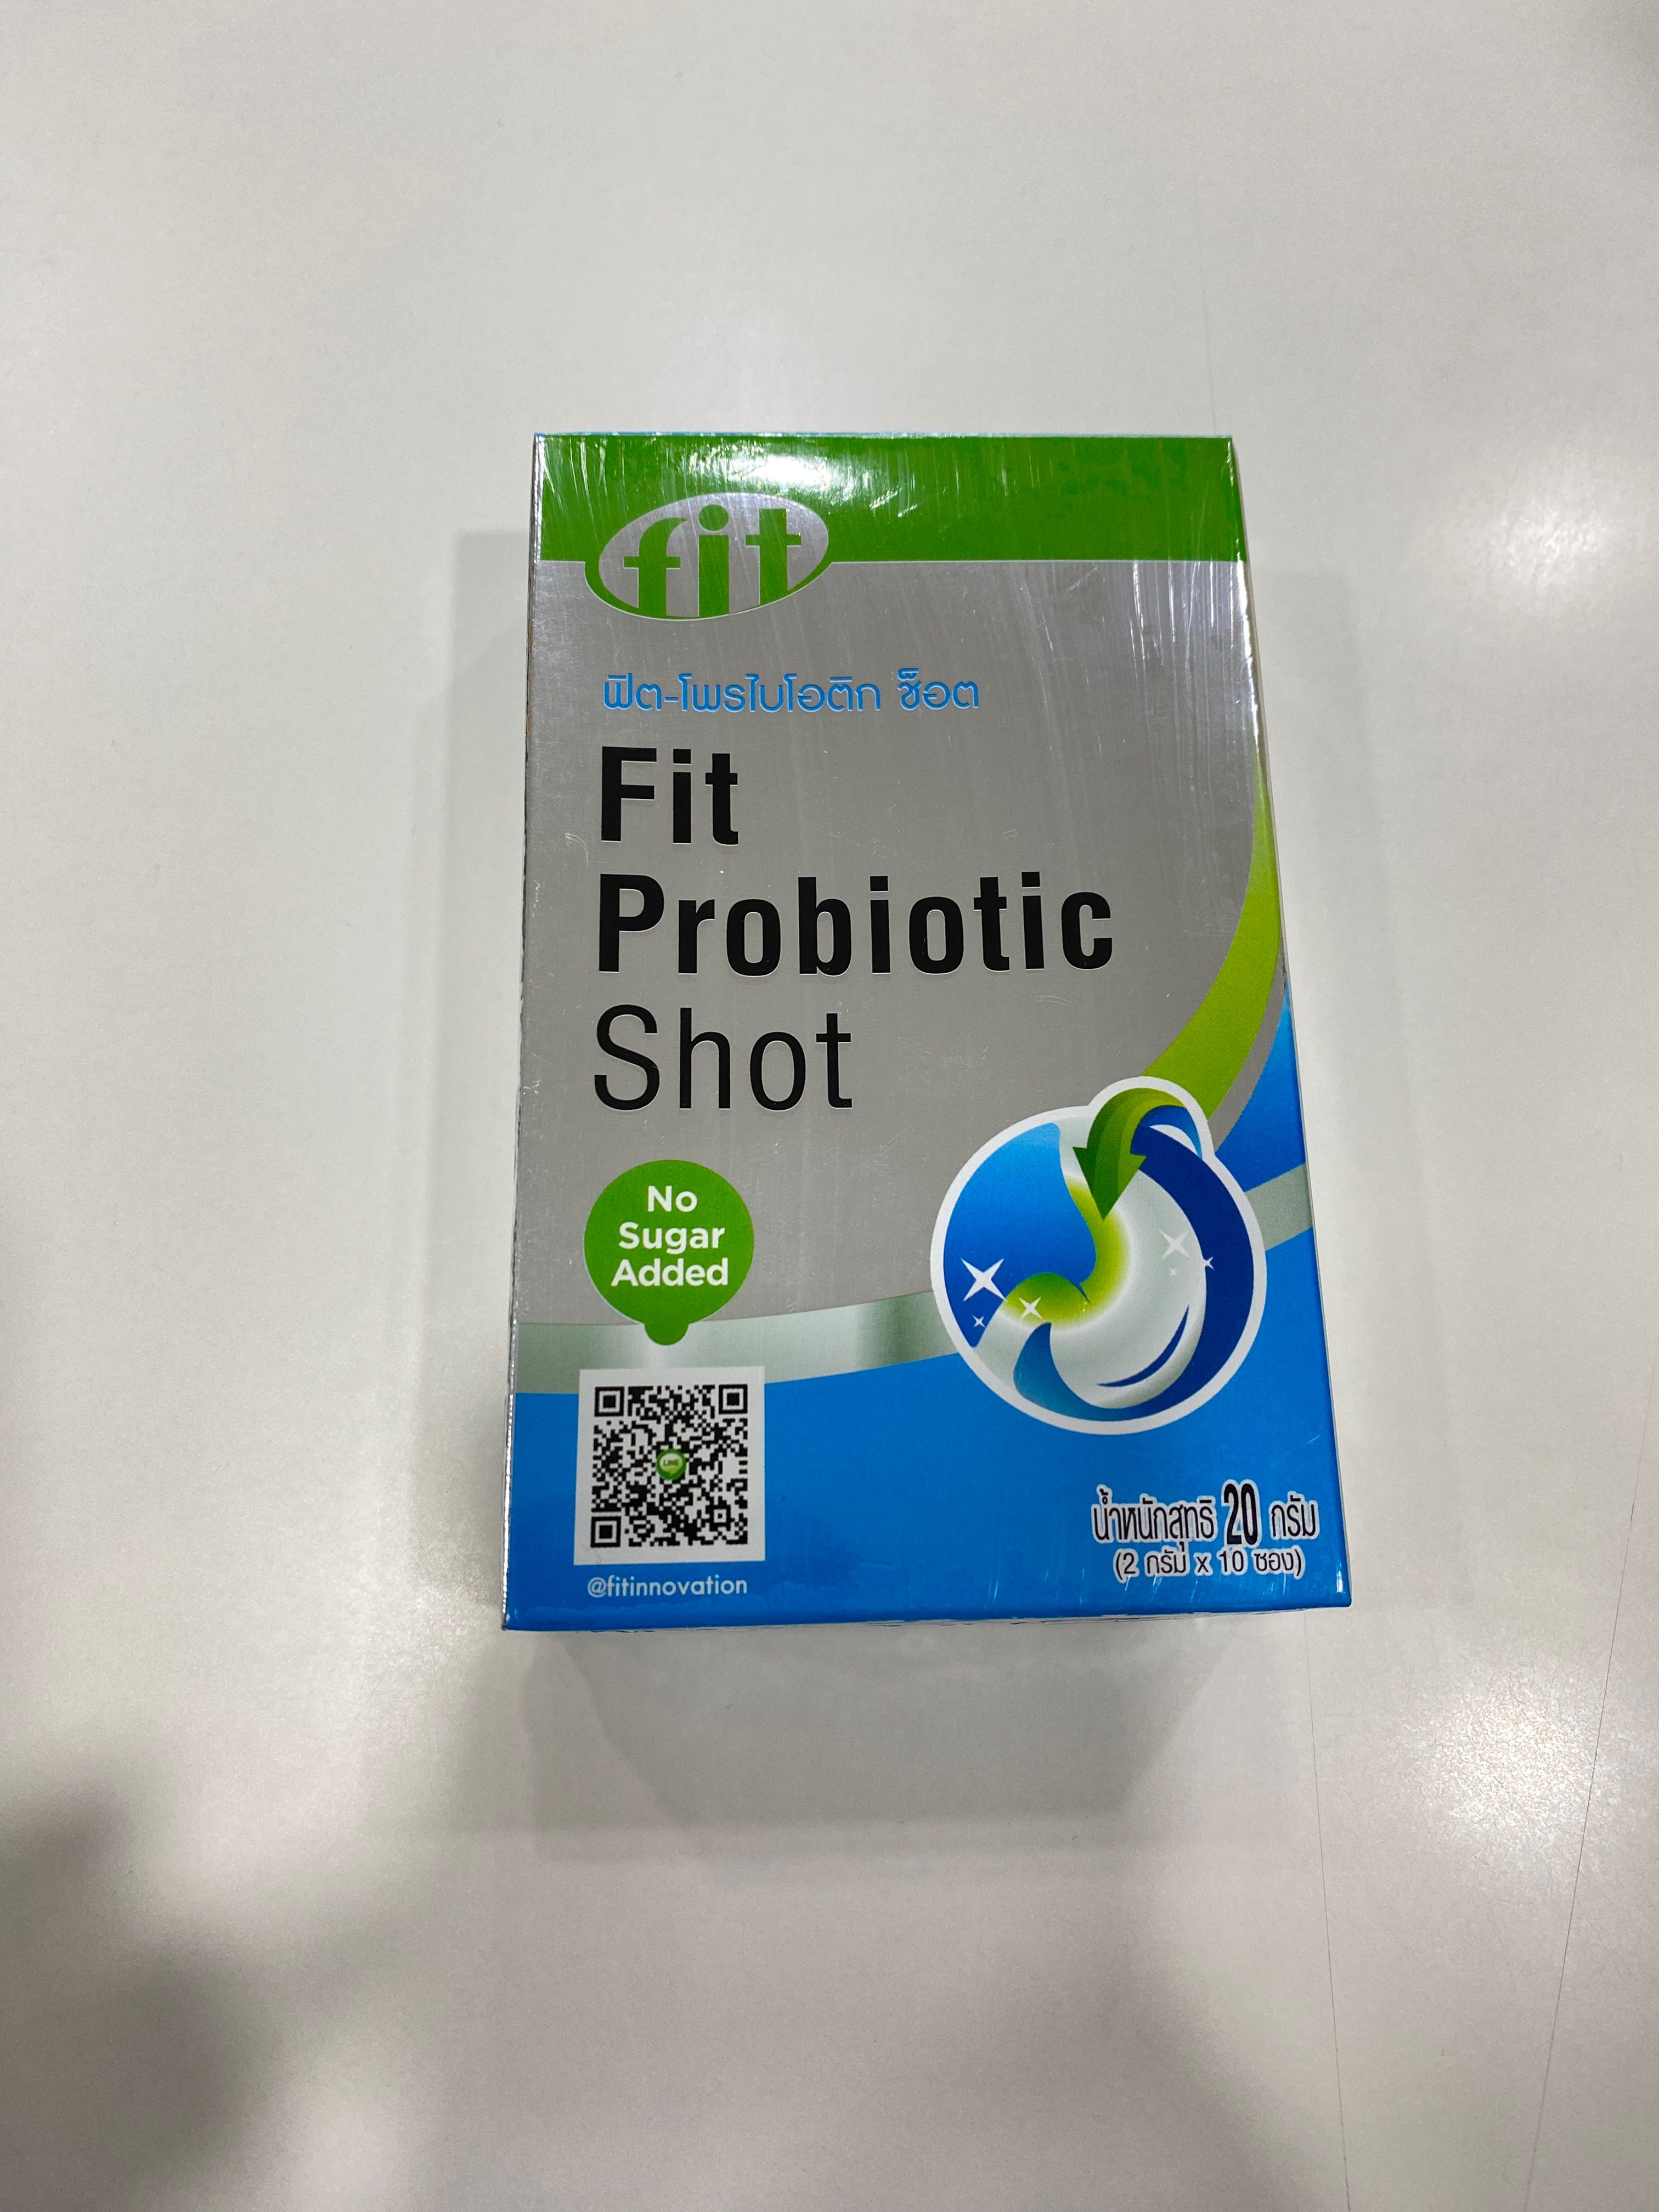 fit
ฟิต-โพรไบโอติก ช็อต
Fit
Probiotic
Shot
No
Sugar
Added
LINE
@fitinnovation
น้ำหนักสุทธิ 20 กรัม
(2 กรัม x 10 ซอง)